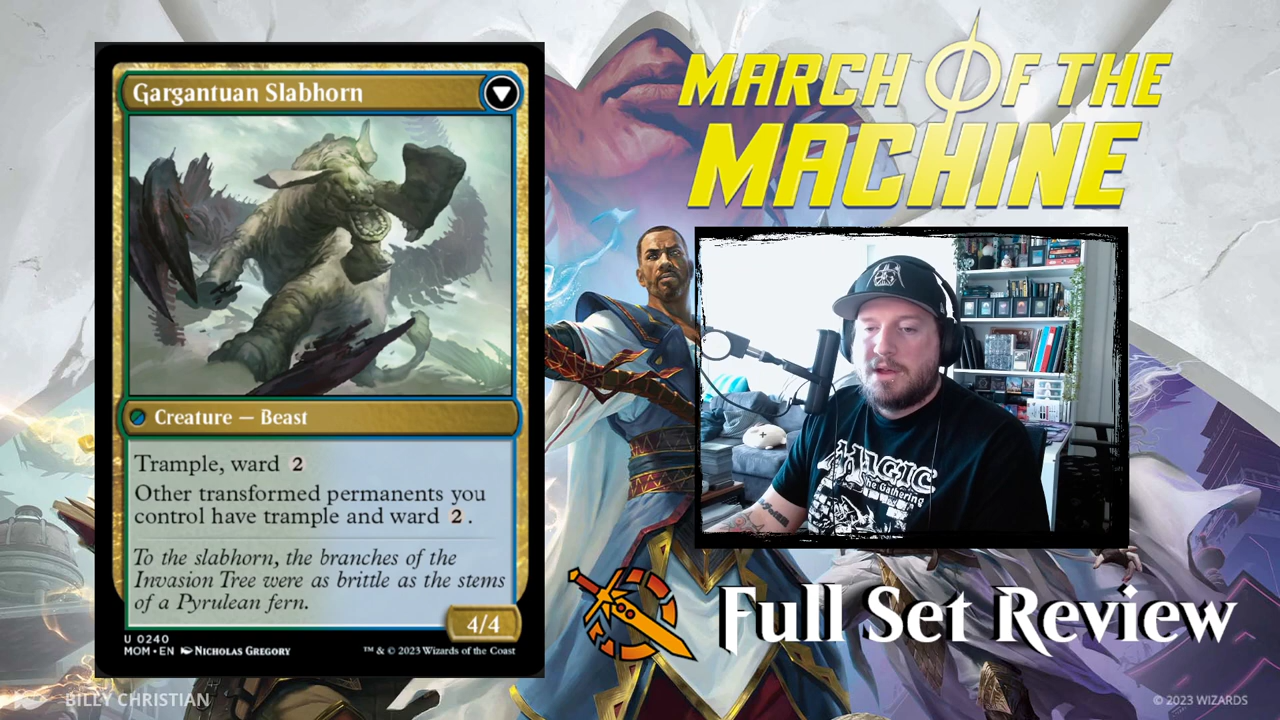 Gargantuan Slabhorn
Creature — Beast
Trample, ward 2
Other transformed permanents you
control have trample and ward 2.
To the slabhorn, the branches of the
Invasion Tree were as brittle as the stems
of a Pyrulean fern.
4/4
U 0240
MOM • EN NICHOLAS GREGORY
™ & © 2023 Wizards of the Coast
MARCH OF THE
MACHINE
MAGIC
The Gathering
Full Set Review
BILLY CHRISTIAN
© 2023 WIZARDS